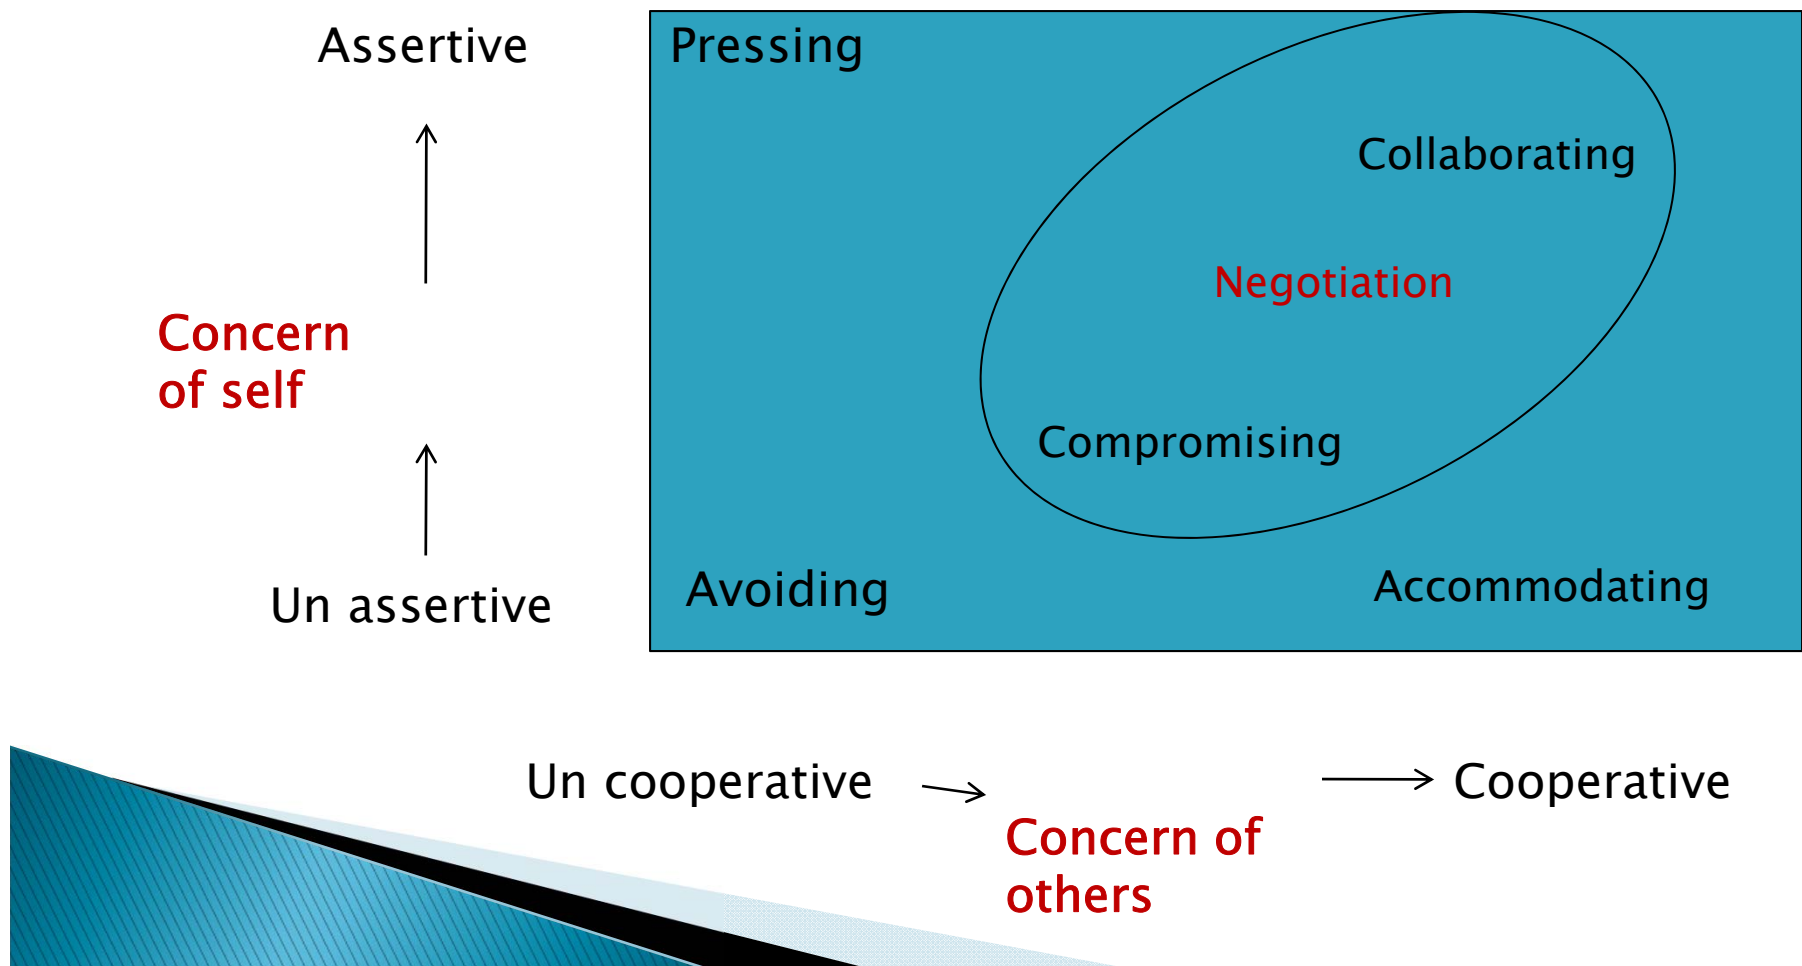 Assertive
Pressing
Collaborating
Negotiation
Concern
of self
Compromising
Avoiding
Accommodating
Un assertive
Un cooperative
Cooperative
Concern of
others